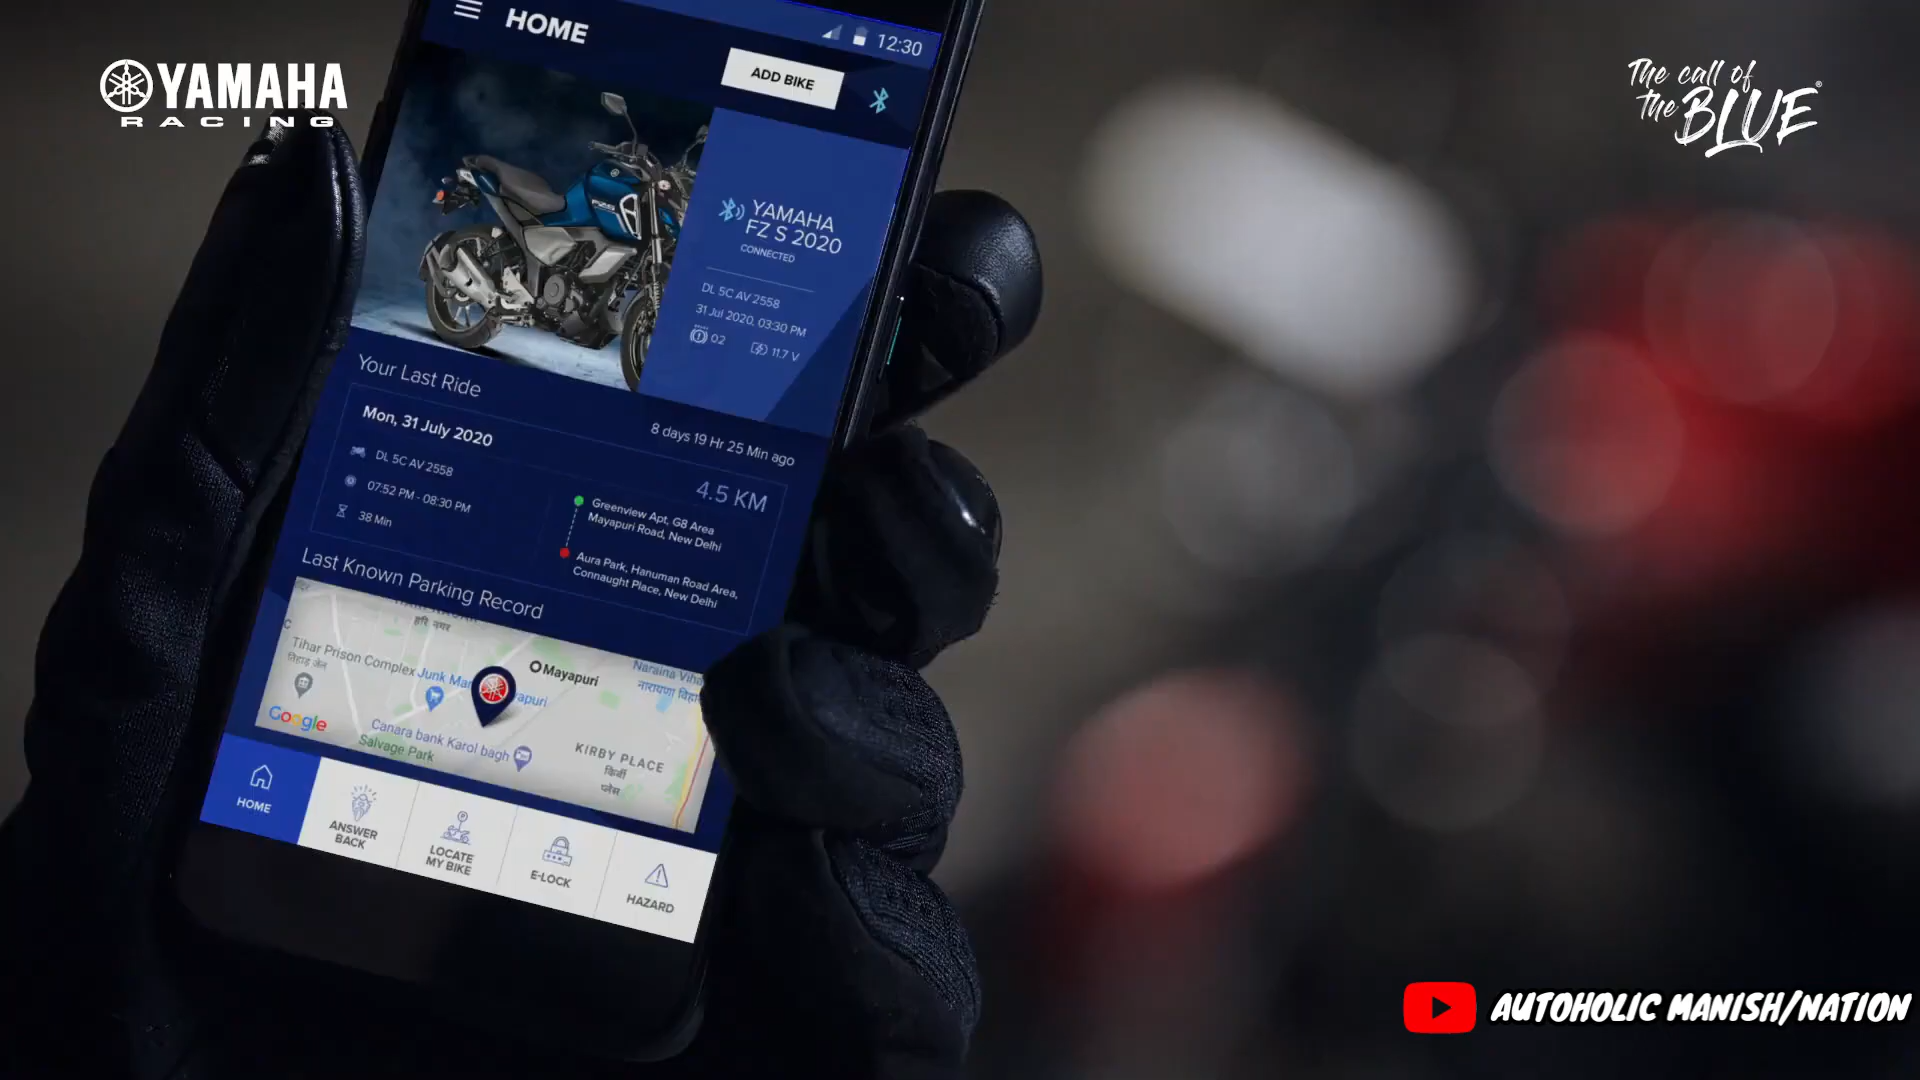 YAMAHA
RACING
The call of
the BLUE®
HOME
12:30
ADD BIKE
YAMAHA
FZ S 2020
CONNECTED
DL 5C AV 2558
31 Jul 2020, 03:30 PM
02
11.7 V
FZS
Your Last Ride
Mon, 31 July 2020
8 days 19 Hr 25 Min ago
DL 5C AV 2558
07:52 PM - 08:30 PM
38 Min
4.5 KM
Greenview Apt, G8 Area
Mayapuri Road, New Delhi
Aura Park, Hanuman Road Area,
Connaught Place, New Delhi
Last Known Parking Record
हरि नगर
Tihar Prison Complex
तिहाड़ जेल
Junk
Mayapuri
Canara bank Karol bagh
Salvage Park
KIRBY PLACE
किर्बी
प्लेस
Google
HOME
ANSWER
BACK
LOCATE
MY BIKE
E-LOCK
HAZARD
AUTOHOLIC MANISH/NATION